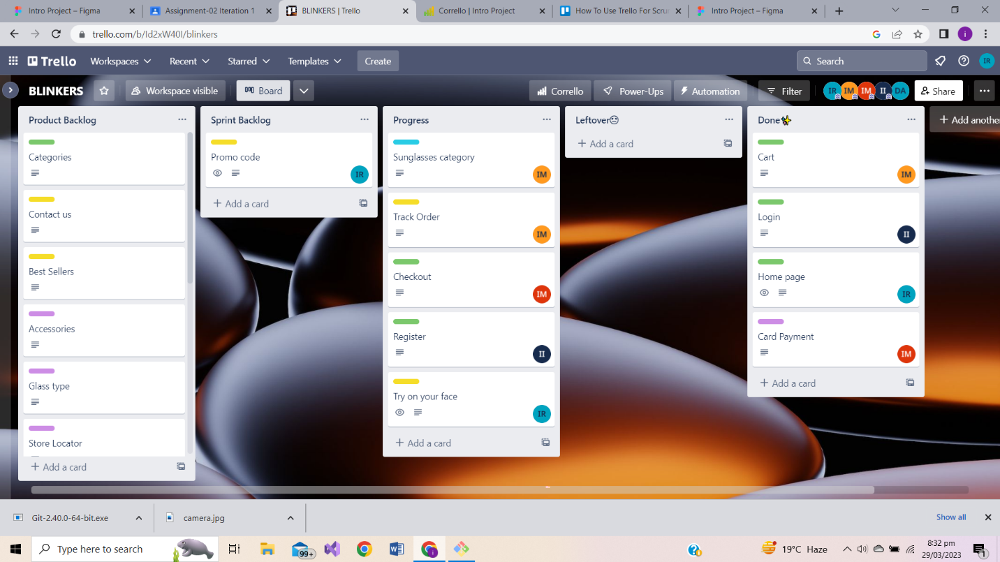 Intro Project – Figma
Assignment-02 Iteration 1
BLINKERS | Trello
Corrello | Intro Project
How To Use Trello For Scru
Intro Project – Figma
trello.com/b/Id2xW40I/blinkers
G
i
Trello
Workspaces
Recent
Starred
Templates
Create
Search
IR
BLINKERS
Workspace visible
Board
Corrello
Power-Ups
Automation
Filter
IR
IM
IM
II
DA
Share
Product Backlog
Categories
Contact us
Best Sellers
Accessories
Glass type
Store Locator
+ Add a card
Sprint Backlog
Promo code
IR
+ Add a card
Progress
Sunglasses category
IM
Track Order
IM
Checkout
IM
Register
II
Try on your face
IR
+ Add a card
Leftover😥
+ Add a card
Done✨
Cart
IM
Login
II
Home page
IR
Card Payment
IM
+ Add a card
+ Add another
Git-2.40.0-64-bit.exe
camera.jpg
Show all
Type here to search
99+
19°C Haze
8:32 pm
29/03/2023
1